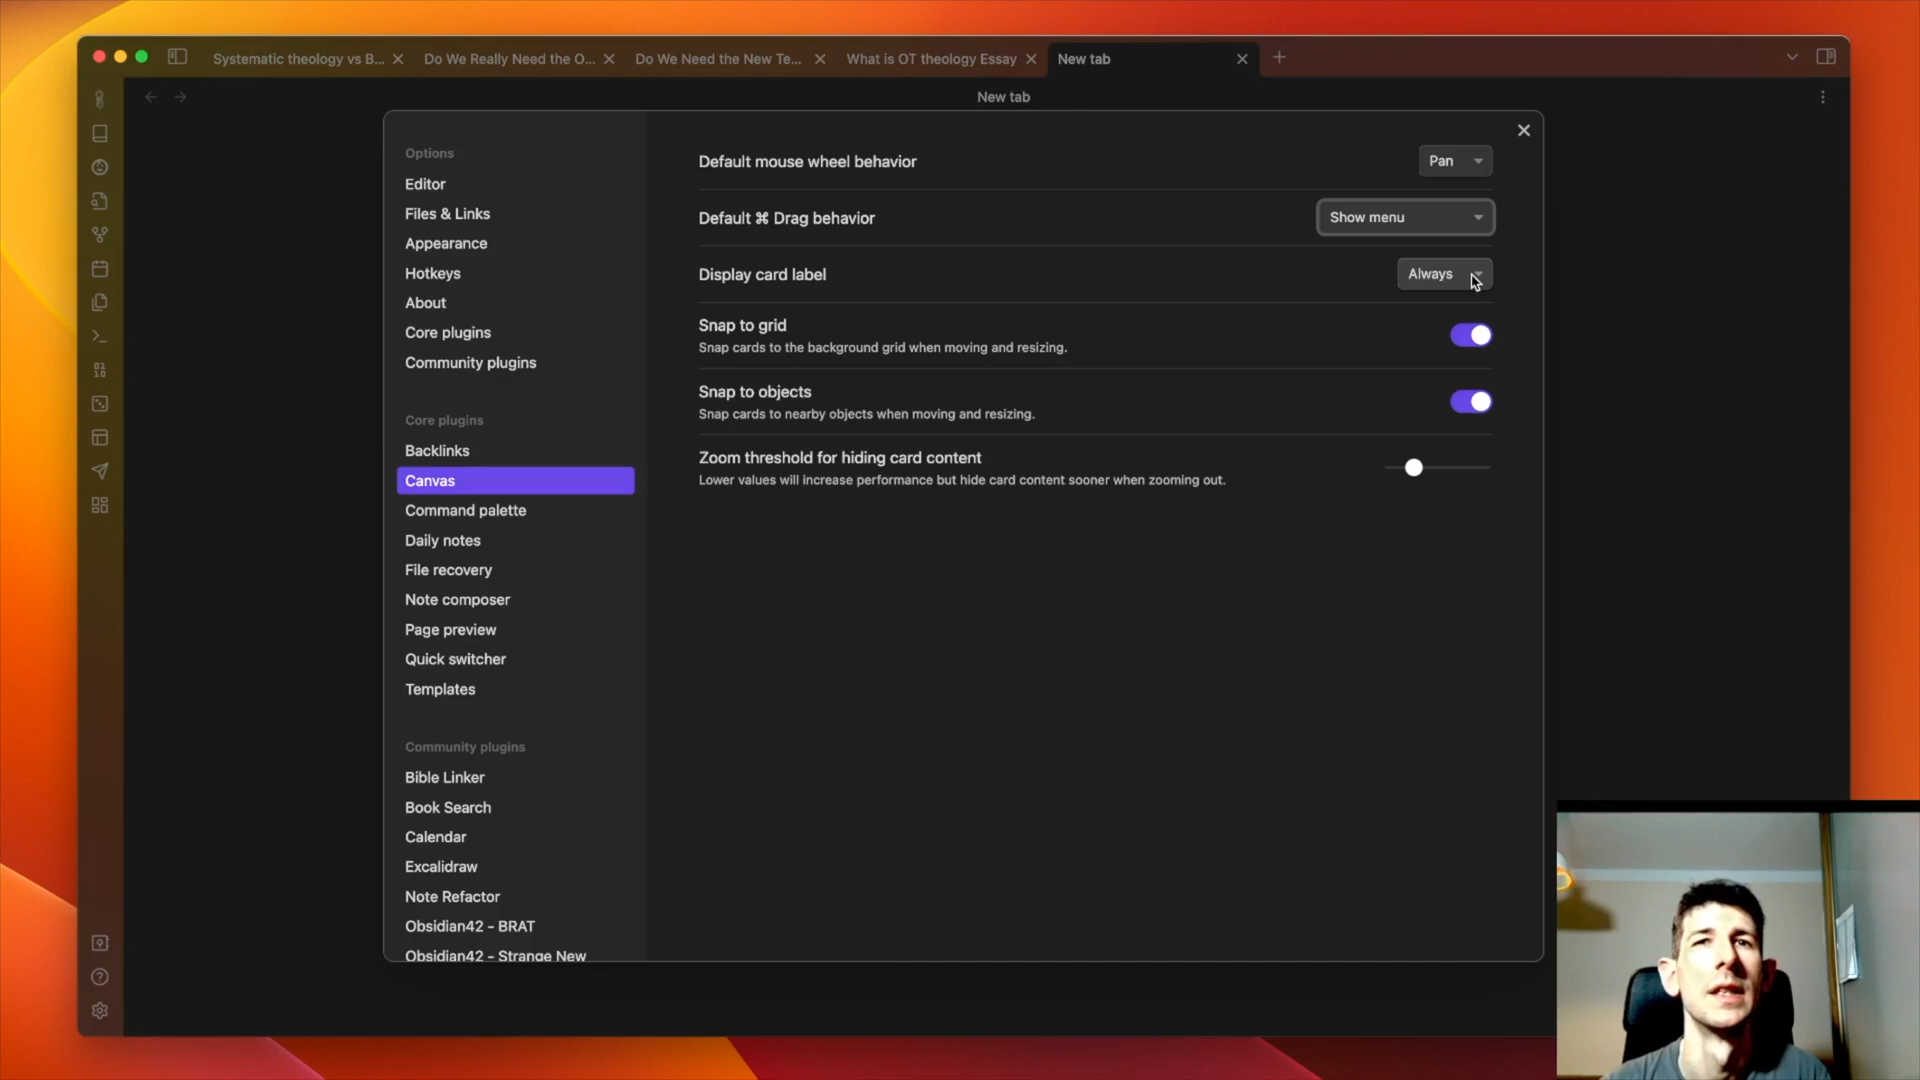 Systematic theology vs B...
Do We Really Need the O...
Do We Need the New Te...
What is OT theology Essay
New tab
New tab
Options
Editor
Files & Links
Appearance
Hotkeys
About
Core plugins
Community plugins
Core plugins
Backlinks
Canvas
Command palette
Daily notes
File recovery
Note composer
Page preview
Quick switcher
Templates
Community plugins
Bible Linker
Book Search
Calendar
Excalidraw
Note Refactor
Obsidian42 - BRAT
Obsidian42 - Strange New
Default mouse wheel behavior
Pan
Default ⌘ Drag behavior
Show menu
Display card label
Always
Snap to grid
Snap cards to the background grid when moving and resizing.
Snap to objects
Snap cards to nearby objects when moving and resizing.
Zoom threshold for hiding card content
Lower values will increase performance but hide card content sooner when zooming out.